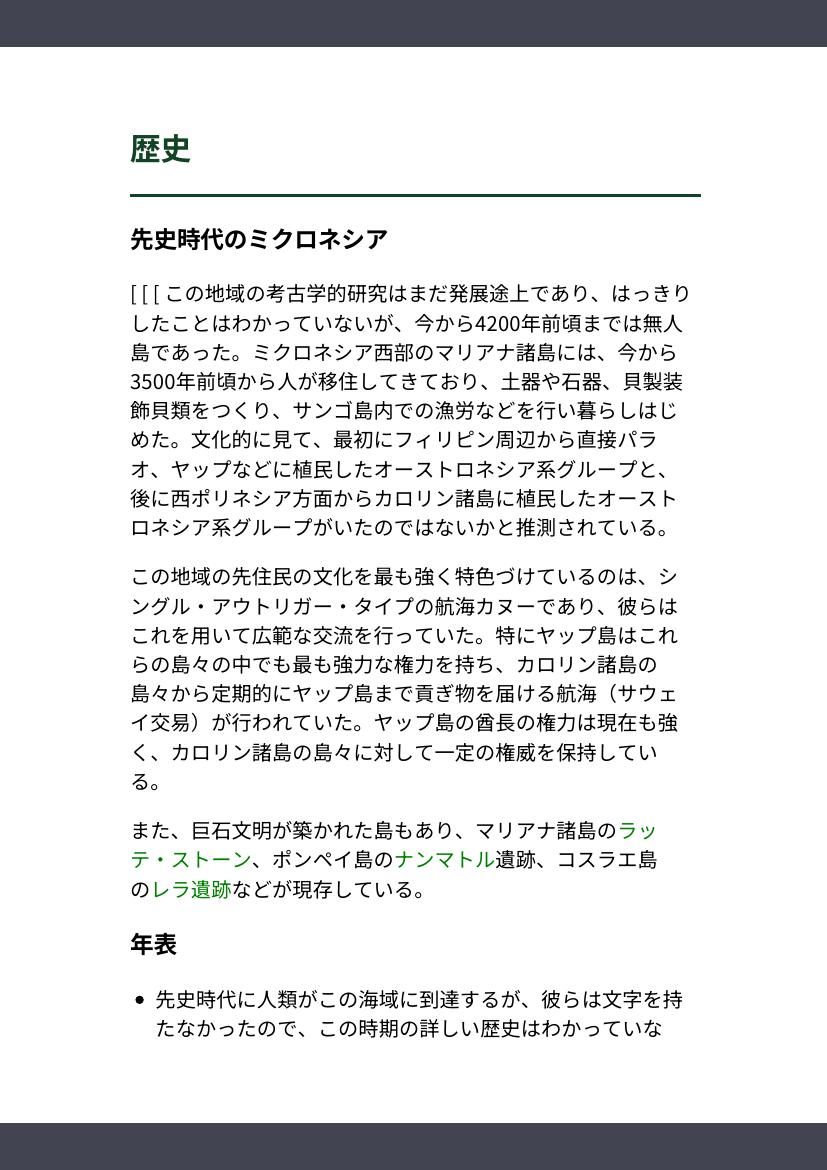 歴史
先史時代のミクロネシア
[ [ [ この地域の考古学的研究はまだ発展途上であり、はっきり
したことはわかっていないが、今から4200年前頃までは無人
島であった。ミクロネシア西部のマリアナ諸島には、今から
3500年前頃から人が移住してきており、土器や石器、貝製装
飾貝類をつくり、サンゴ島内での漁労などを行い暮らしはじ
めた。文化的に見て、最初にフィリピン周辺から直接パラ
オ、ヤップなどに植民したオーストロネシア系グループと、
後に西ポリネシア方面からカロリン諸島に植民したオースト
ロネシア系グループがいたのではないかと推測されている。
この地域の先住民の文化を最も強く特色づけているのは、シ
ングル・アウトリガー・タイプの航海カヌーであり、彼らは
これを用いて広範な交流を行っていた。特にヤップ島はこれ
らの島々の中でも最も強力な権力を持ち、カロリン諸島の
島々から定期的にヤップ島まで貢ぎ物を届ける航海（サウェ
イ交易）が行われていた。ヤップ島の酋長の権力は現在も強
く、カロリン諸島の島々に対して一定の権威を保持してい
る。
また、巨石文明が築かれた島もあり、マリアナ諸島のラッ
テ・ストーン、ポンペイ島のナンマトル遺跡、コスラエ島
のレラ遺跡などが現存している。
年表
• 先史時代に人類がこの海域に到達するが、彼らは文字を持
たなかったので、この時期の詳しい歴史はわかっていな